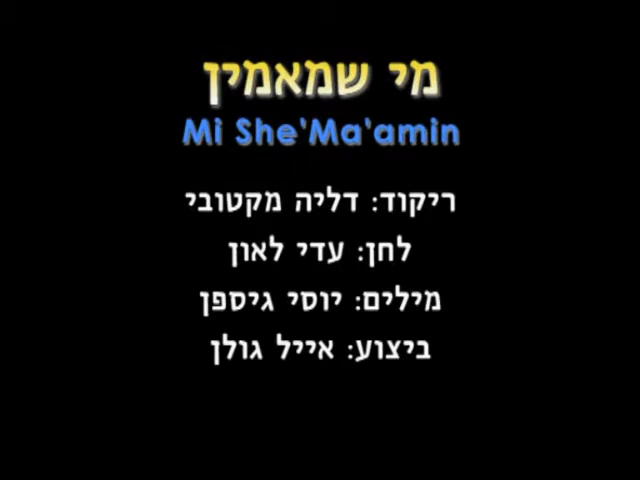 מי שמאמין
Mi She'Ma'amin
ריקוד: דליה מקטובי
לחן: עדי לאון
מילים: יוסי גיספן
ביצוע: אייל גולן